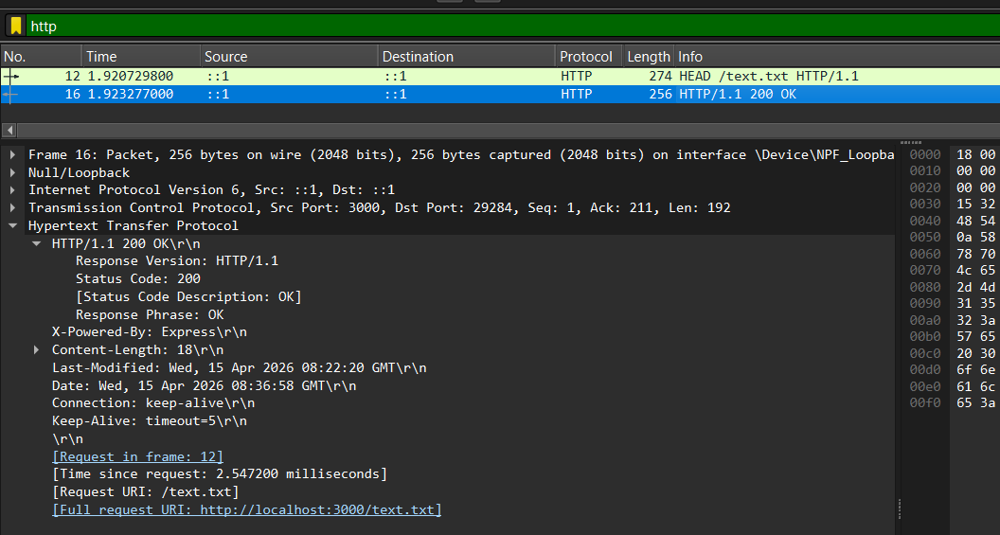 http
No. Time Source Destination Protocol Length Info
12 1.920729800 ::1 ::1 HTTP 274 HEAD /text.txt HTTP/1.1
16 1.923277000 ::1 ::1 HTTP 256 HTTP/1.1 200 OK
Frame 16: Packet, 256 bytes on wire (2048 bits), 256 bytes captured (2048 bits) on interface \Device\NPF_Loopba
Null/Loopback
Internet Protocol Version 6, Src: ::1, Dst: ::1
Transmission Control Protocol, Src Port: 3000, Dst Port: 29284, Seq: 1, Ack: 211, Len: 192
Hypertext Transfer Protocol
HTTP/1.1 200 OK\r\n
Response Version: HTTP/1.1
Status Code: 200
[Status Code Description: OK]
Response Phrase: OK
X-Powered-By: Express\r\n
Content-Length: 18\r\n
Last-Modified: Wed, 15 Apr 2026 08:22:20 GMT\r\n
Date: Wed, 15 Apr 2026 08:36:58 GMT\r\n
Connection: keep-alive\r\n
Keep-Alive: timeout=5\r\n
\r\n
[Request in frame: 12]
[Time since request: 2.547200 milliseconds]
[Request URI: /text.txt]
[Full request URI: http://localhost:3000/text.txt]
0000 18 00
0010 00 00
0020 00 00
0030 15 32
0040 48 54
0050 0a 58
0060 78 70
0070 4c 65
0080 2d 4d
0090 31 35
00a0 32 3a
00b0 57 65
00c0 20 30
00d0 6f 6e
00e0 61 6c
00f0 65 3a